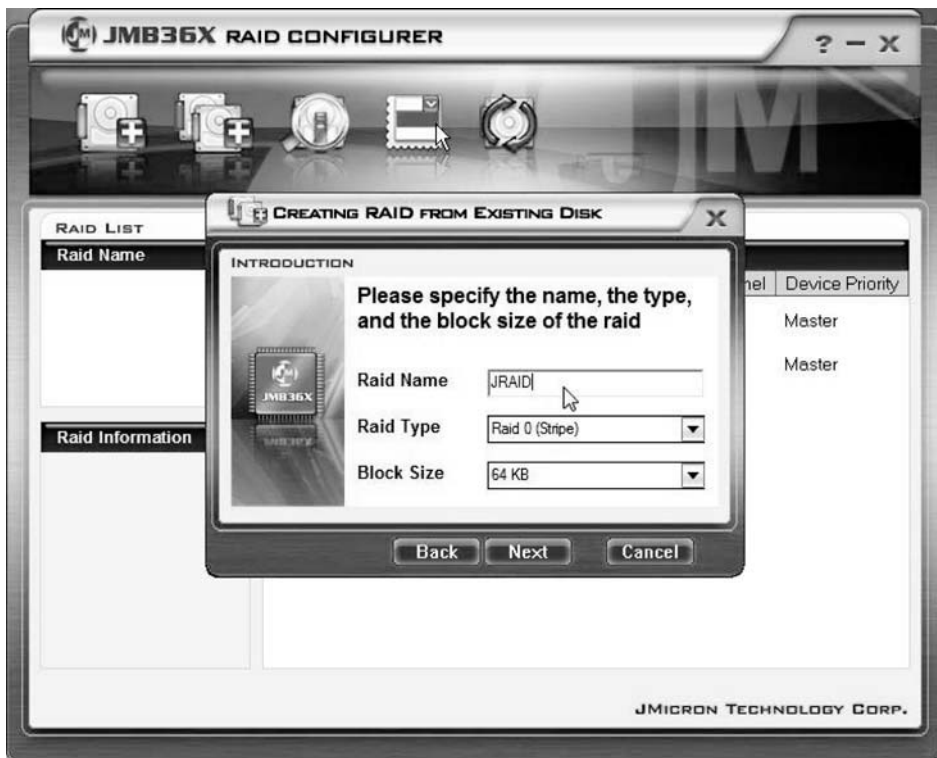 JMB36X RAID CONFIGURER
? – X
JM
RAID LIST
Raid Name
Raid Information
CREATING RAID FROM EXISTING DISK
X
INTRODUCTION
Please specify the name, the type,
and the block size of the raid
JMB36X
Raid Name JRAID
Raid Type Raid 0 (Stripe)
Block Size 64 KB
Back Next Cancel
Device Priority
Master
Master
JMICRON TECHNOLOGY CORP.